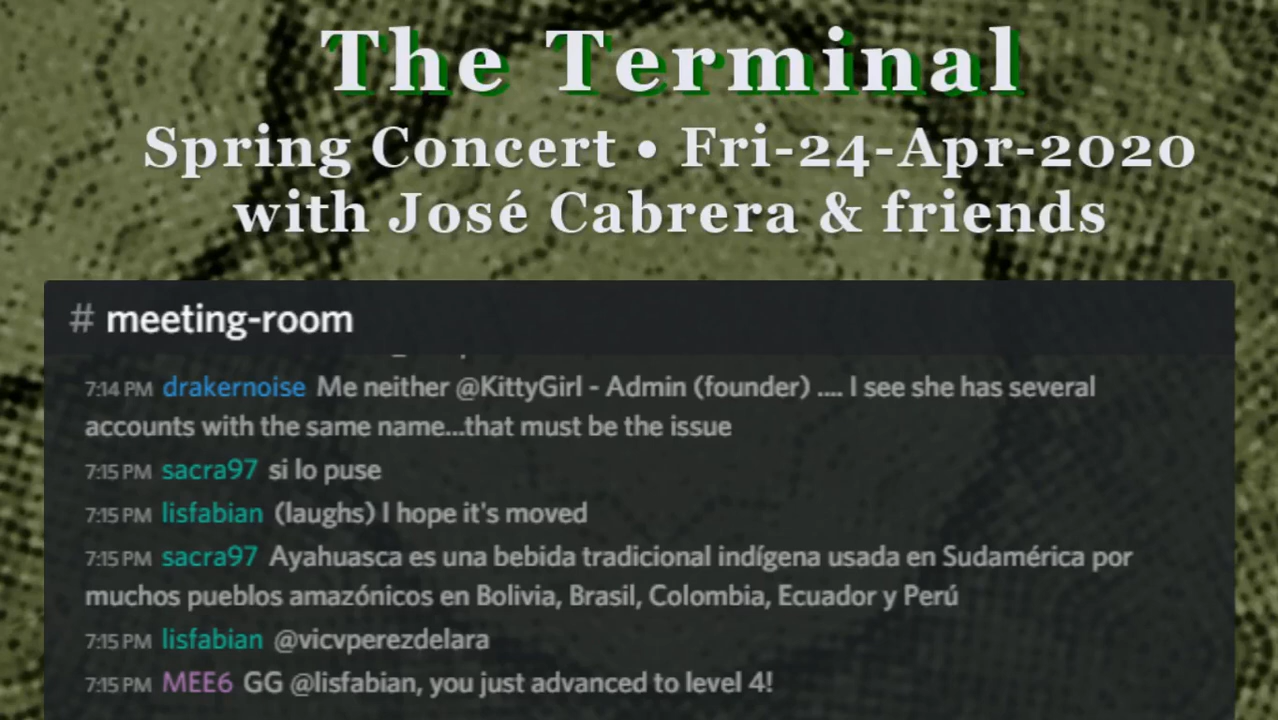 The Terminal
Spring Concert • Fri-24-Apr-2020
with José Cabrera & friends
# meeting-room
7:14 PM drakernoise Me neither @KittyGirl - Admin (founder) .... I see she has several
accounts with the same name...that must be the issue
7:15 PM sacra97 si lo puse
7:15 PM lisfabian (laughs) I hope it's moved
7:15 PM sacra97 Ayahuasca es una bebida tradicional indígena usada en Sudamérica por
muchos pueblos amazónicos en Bolivia, Brasil, Colombia, Ecuador y Perú
7:15 PM lisfabian @vicvperezdelara
7:15 PM MEE6 GG @lisfabian, you just advanced to level 4!